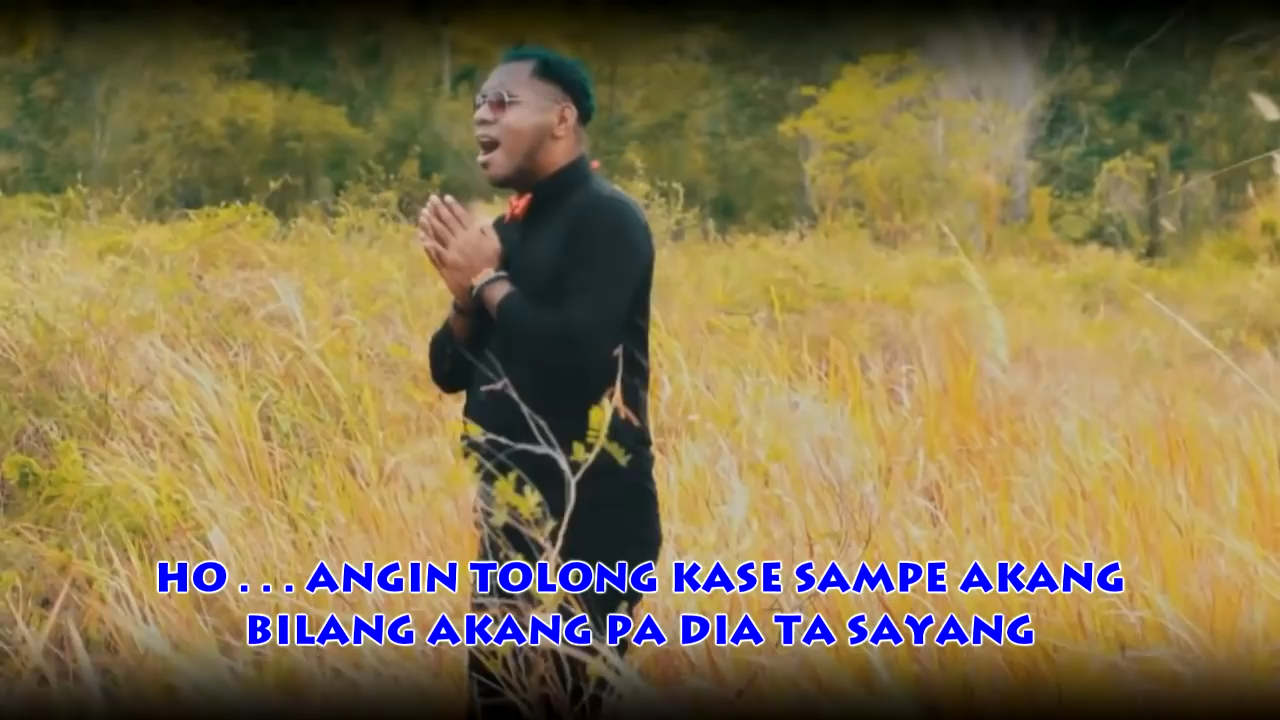 HO . . . ANGIN TOLONG KASE SAMPE AKANG
BILANG AKANG PA DIA TA SAYANG